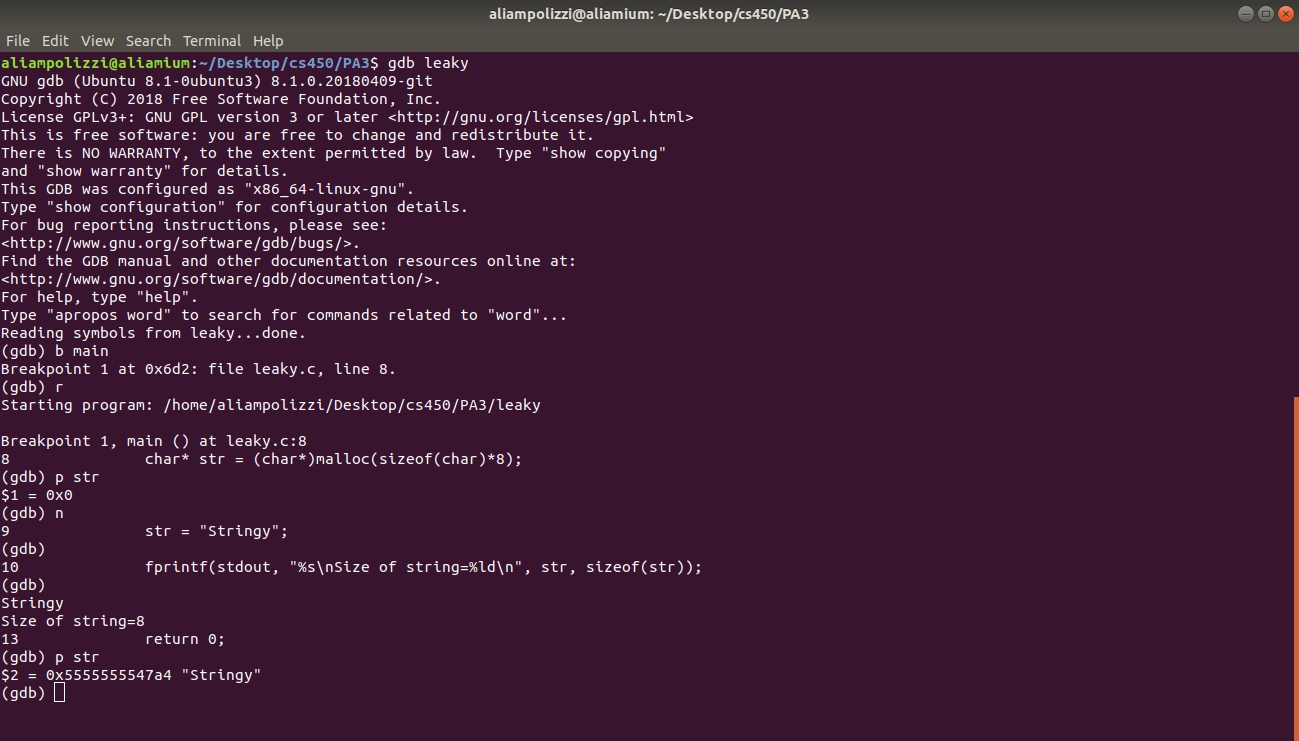 aliampolizzi@aliamium: ~/Desktop/cs450/PA3
File Edit View Search Terminal Help
aliampolizzi@aliamium:~/Desktop/cs450/PA3$ gdb leaky
GNU gdb (Ubuntu 8.1-0ubuntu3) 8.1.0.20180409-git
Copyright (C) 2018 Free Software Foundation, Inc.
License GPLv3+: GNU GPL version 3 or later <http://gnu.org/licenses/gpl.html>
This is free software: you are free to change and redistribute it.
There is NO WARRANTY, to the extent permitted by law.  Type "show copying"
and "show warranty" for details.
This GDB was configured as "x86_64-linux-gnu".
Type "show configuration" for configuration details.
For bug reporting instructions, please see:
<http://www.gnu.org/software/gdb/bugs/>.
Find the GDB manual and other documentation resources online at:
<http://www.gnu.org/software/gdb/documentation/>.
For help, type "help".
Type "apropos word" to search for commands related to "word"...
Reading symbols from leaky...done.
(gdb) b main
Breakpoint 1 at 0x6d2: file leaky.c, line 8.
(gdb) r
Starting program: /home/aliampolizzi/Desktop/cs450/PA3/leaky
Breakpoint 1, main () at leaky.c:8
8               char* str = (char*)malloc(sizeof(char)*8);
(gdb) p str
$1 = 0x0
(gdb) n
9               str = "Stringy";
(gdb)
10              fprintf(stdout, "%s\nSize of string=%ld\n", str, sizeof(str));
(gdb)
Stringy
Size of string=8
13              return 0;
(gdb) p str
$2 = 0x5555555547a4 "Stringy"
(gdb)